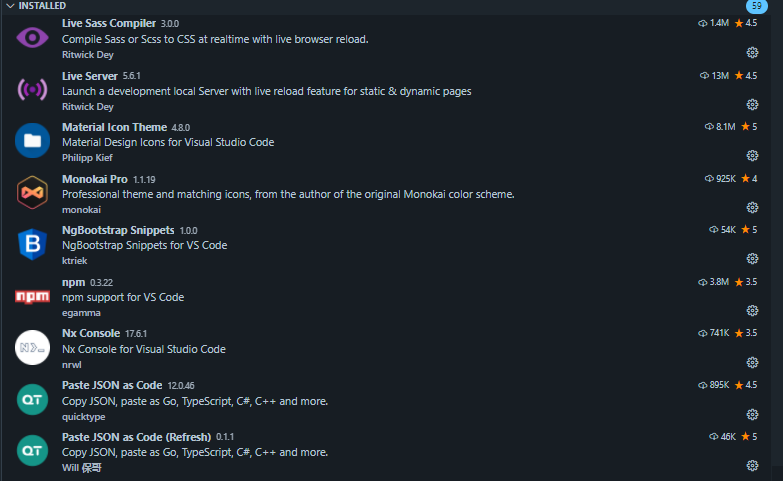 INSTALLED 59
Live Sass Compiler 3.0.0 1.4M 4.5
Compile Sass or Scss to CSS at realtime with live browser reload.
Ritwick Dey
Live Server 5.6.1 13M 4.5
Launch a development local Server with live reload feature for static & dynamic pages
Ritwick Dey
Material Icon Theme 4.8.0 8.1M 5
Material Design Icons for Visual Studio Code
Philipp Kief
Monokai Pro 1.1.19 925K 4
Professional theme and matching icons, from the author of the original Monokai color scheme.
monokai
B
NgBootstrap Snippets 1.0.0 54K 5
NgBootstrap Snippets for VS Code
ktriek
npm
npm 0.3.22 3.8M 3.5
npm support for VS Code
egamma
Nx Console 17.6.1 741K 3.5
Nx Console for Visual Studio Code
nrwl
QT
Paste JSON as Code 12.0.46 895K 4.5
Copy JSON, paste as Go, TypeScript, C#, C++ and more.
quicktype
QT
Paste JSON as Code (Refresh) 0.1.1 46K 5
Copy JSON, paste as Go, TypeScript, C#, C++ and more.
Will 保哥